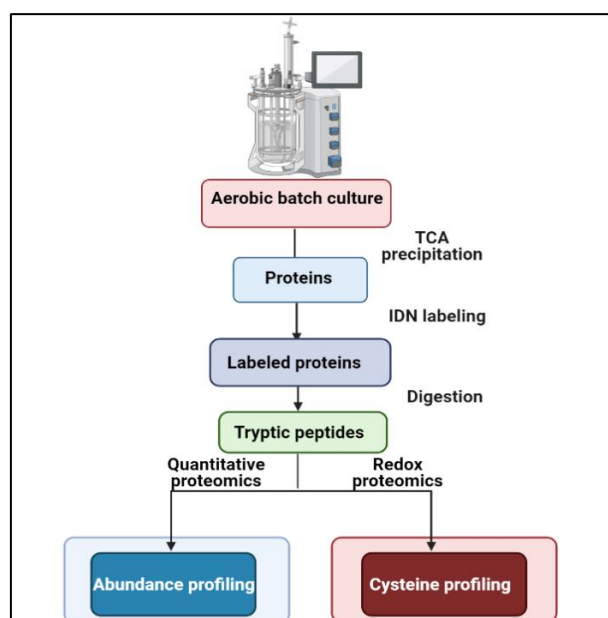 Aerobic batch culture
TCA
precipitation
Proteins
IDN labeling
Labeled proteins
Digestion
Tryptic peptides
Quantitative
proteomics
Redox
proteomics
Abundance profiling
Cysteine profiling